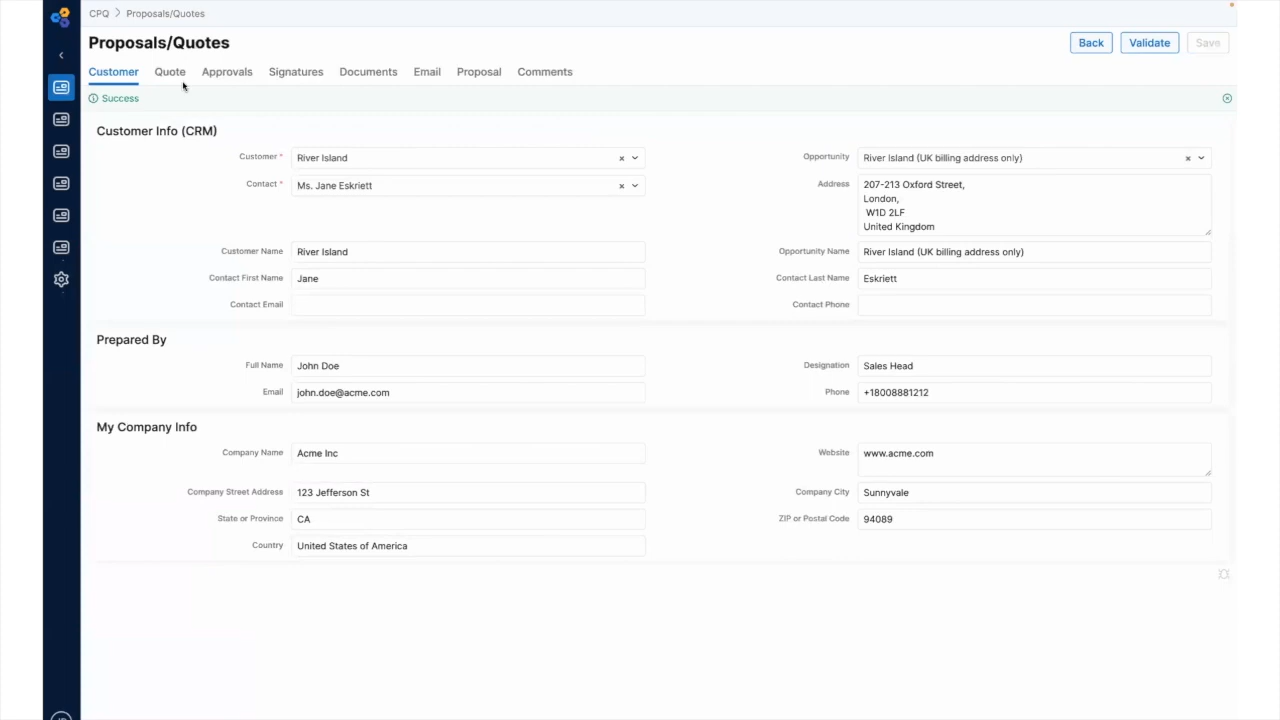 CPQ > Proposals/Quotes
Proposals/Quotes
Back Validate Save
Customer Quote Approvals Signatures Documents Email Proposal Comments
Success
Customer Info (CRM)
Customer * River Island Opportunity River Island (UK billing address only)
Contact * Ms. Jane Eskriett Address 207-213 Oxford Street,
London,
W1D 2LF
United Kingdom
Customer Name River Island Opportunity Name River Island (UK billing address only)
Contact First Name Jane Contact Last Name Eskriett
Contact Email Contact Phone
Prepared By
Full Name John Doe Designation Sales Head
Email john.doe@acme.com Phone +18008881212
My Company Info
Company Name Acme Inc Website www.acme.com
Company Street Address 123 Jefferson St Company City Sunnyvale
State or Province CA ZIP or Postal Code 94089
Country United States of America